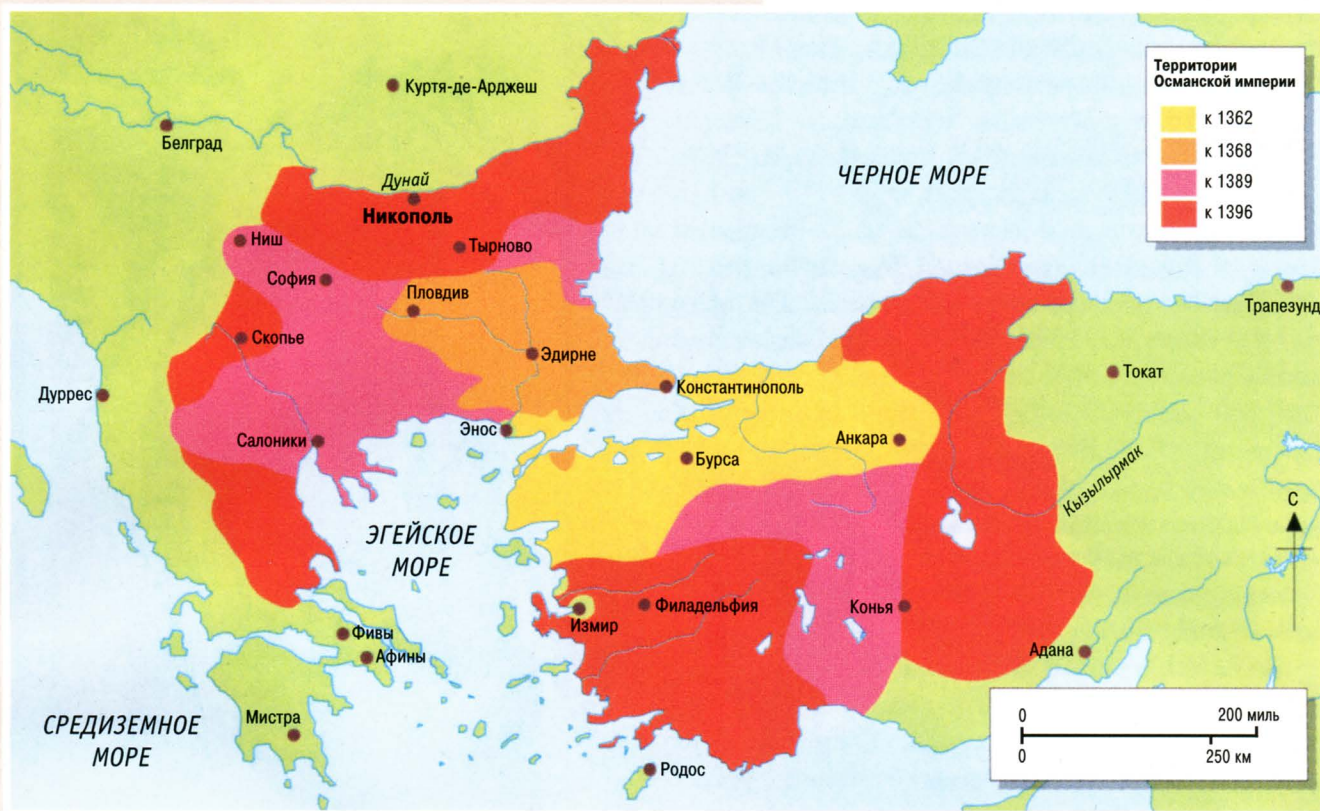 Территории
Османской империи
к 1362
к 1368
к 1389
к 1396
Куртя-де-Арджеш
Белград
ЧЕРНОЕ МОРЕ
Дунай
Никополь
Ниш
Тырново
София
Пловдив
Трапезунд
Скопье
Эдирне
Токат
Константинополь
Дуррес
Энос
Салоники
Анкара
Бурса
Кызылырмак
С
ЭГЕЙСКОЕ
МОРЕ
Филадельфия
Конья
Измир
Фивы
Афины
Адана
СРЕДИЗЕМНОЕ
МОРЕ
Мистра
Родос
0 200 миль
0 250 км